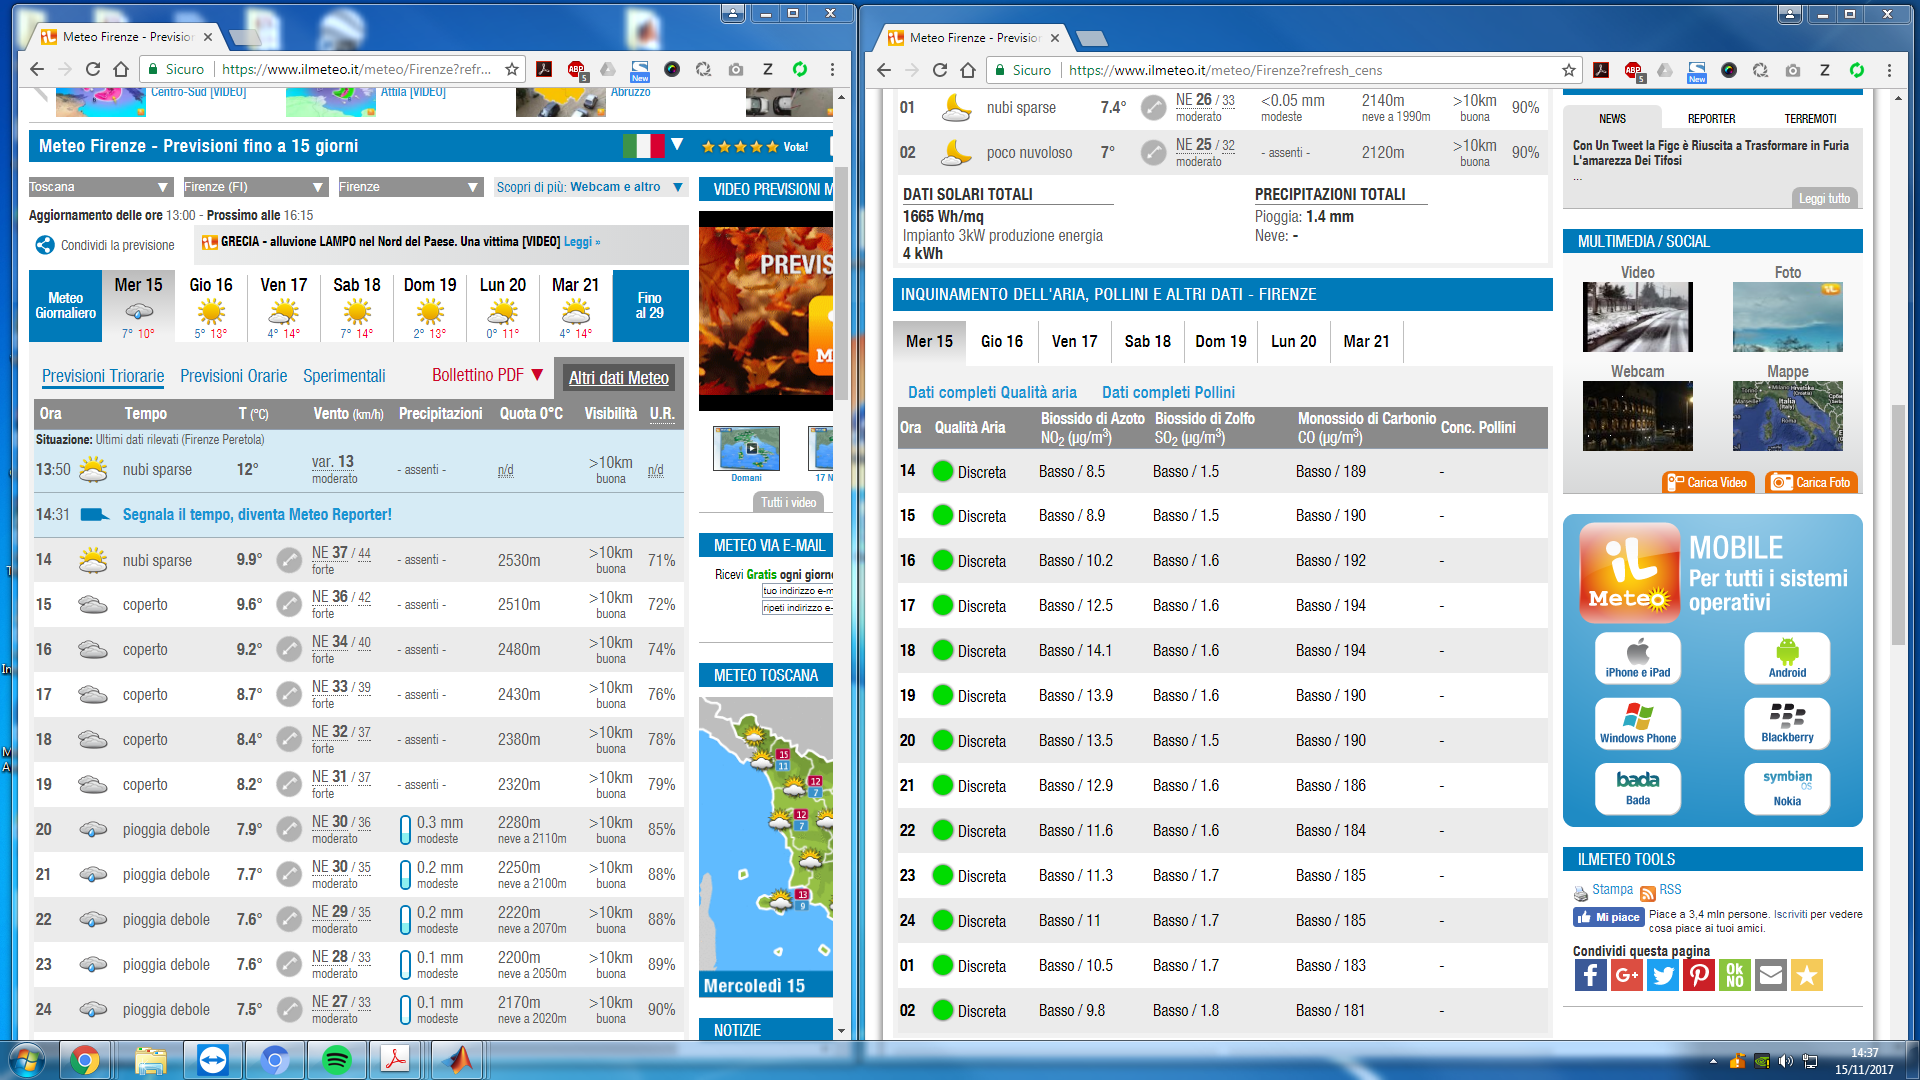 Meteo Firenze - Prevision
Sicuro https://www.ilmeteo.it/meteo/Firenze?refr...
Centro-Sud [VIDEO]
Attila [VIDEO]
Abruzzo
Meteo Firenze - Previsioni fino a 15 giorni
Vota!
Toscana Firenze (FI) Firenze Scopri di più: Webcam e altro
Aggiornamento delle ore 13:00 - Prossimo alle 16:15
Condividi la previsione
GRECIA - alluvione LAMPO nel Nord del Paese. Una vittima [VIDEO] Leggi »
Meteo Giornaliero
Mer 15 7° 10°
Gio 16 5° 13°
Ven 17 4° 14°
Sab 18 7° 14°
Dom 19 2° 13°
Lun 20 0° 11°
Mar 21 4° 14°
Fino al 29
Previsioni Triorarie Previsioni Orarie Sperimentali Bollettino PDF Altri dati Meteo
Ora Tempo T (°C) Vento (km/h) Precipitazioni Quota 0°C Visibilità U.R.
Situazione: Ultimi dati rilevati (Firenze Peretola)
13:50 nubi sparse 12° var. 13 moderato - assenti - n/d >10km buona n/d
14:31 Segnala il tempo, diventa Meteo Reporter!
14 nubi sparse 9.9° NE 37 / 44 forte - assenti - 2530m >10km buona 71%
15 coperto 9.6° NE 36 / 42 forte - assenti - 2510m >10km buona 72%
16 coperto 9.2° NE 34 / 40 forte - assenti - 2480m >10km buona 74%
17 coperto 8.7° NE 33 / 39 forte - assenti - 2430m >10km buona 76%
18 coperto 8.4° NE 32 / 37 forte - assenti - 2380m >10km buona 78%
19 coperto 8.2° NE 31 / 37 forte - assenti - 2320m >10km buona 79%
20 pioggia debole 7.9° NE 30 / 36 moderato 0.3 mm modeste 2280m neve a 2110m >10km buona 85%
21 pioggia debole 7.7° NE 30 / 35 moderato 0.2 mm modeste 2250m neve a 2100m >10km buona 88%
22 pioggia debole 7.6° NE 29 / 35 moderato 0.2 mm modeste 2220m neve a 2070m >10km buona 88%
23 pioggia debole 7.6° NE 28 / 33 moderato 0.1 mm modeste 2200m neve a 2050m >10km buona 89%
24 pioggia debole 7.5° NE 27 / 33 moderato 0.1 mm modeste 2170m neve a 2020m >10km buona 90%
VIDEO PREVISIONI M
PREVIS
M
Domani
17 N
Tutti i video
METEO VIA E-MAIL
Ricevi Gratis ogni giorno
tuo indirizzo e-m
ripeti indirizzo e-
METEO TOSCANA
15 11
12 7
12 7
13 9
Mercoledì 15
NOTIZIE
Meteo Firenze - Prevision
Sicuro https://www.ilmeteo.it/meteo/Firenze?refresh_cens
01 nubi sparse 7.4° NE 26 / 33 moderato <0.05 mm modeste 2140m neve a 1990m >10km buona 90%
02 poco nuvoloso 7° NE 25 / 32 moderato - assenti - 2120m >10km buona 90%
DATI SOLARI TOTALI
1665 Wh/mq
Impianto 3kW produzione energia
4 kWh
PRECIPITAZIONI TOTALI
Pioggia: 1.4 mm
Neve: -
INQUINAMENTO DELL'ARIA, POLLINI E ALTRI DATI - FIRENZE
Mer 15 Gio 16 Ven 17 Sab 18 Dom 19 Lun 20 Mar 21
Dati completi Qualità aria Dati completi Pollini
Ora Qualità Aria Biossido di Azoto NO2 (µg/m3) Biossido di Zolfo SO2 (µg/m3) Monossido di Carbonio CO (µg/m3) Conc. Pollini
14 Discreta Basso / 8.5 Basso / 1.5 Basso / 189 -
15 Discreta Basso / 8.9 Basso / 1.5 Basso / 190 -
16 Discreta Basso / 10.2 Basso / 1.6 Basso / 192 -
17 Discreta Basso / 12.5 Basso / 1.6 Basso / 194 -
18 Discreta Basso / 14.1 Basso / 1.6 Basso / 194 -
19 Discreta Basso / 13.9 Basso / 1.6 Basso / 190 -
20 Discreta Basso / 13.5 Basso / 1.5 Basso / 190 -
21 Discreta Basso / 12.9 Basso / 1.6 Basso / 186 -
22 Discreta Basso / 11.6 Basso / 1.6 Basso / 184 -
23 Discreta Basso / 11.3 Basso / 1.7 Basso / 185 -
24 Discreta Basso / 11 Basso / 1.7 Basso / 185 -
01 Discreta Basso / 10.5 Basso / 1.7 Basso / 183 -
02 Discreta Basso / 9.8 Basso / 1.8 Basso / 181 -
NEWS REPORTER TERREMOTI
Con Un Tweet la Figc è Riuscita a Trasformare in Furia
L'amarezza Dei Tifosi
...
Leggi tutto
MULTIMEDIA / SOCIAL
Video Foto
Webcam Mappe
Carica Video Carica Foto
iL Meteo
MOBILE
Per tutti i sistemi
operativi
iPhone e iPad Android
Windows Phone Blackberry
bada Bada
symbian OS Nokia
ILMETEO TOOLS
Stampa RSS
Mi piace Piace a 3,4 mln persone. Iscriviti per vedere
cosa piace ai tuoi amici.
Condividi questa pagina
OK NO
14:37
15/11/2017